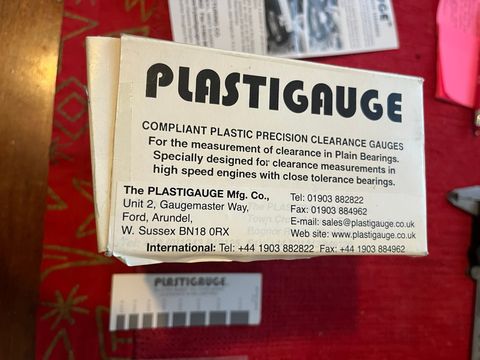 PLASTIGAUGE
COMPLIANT PLASTIC PRECISION CLEARANCE GAUGES
For the measurement of clearance in Plain Bearings.
Specially designed for clearance measurements in
high speed engines with close tolerance bearings.
The PLASTIGAUGE Mfg. Co.,
Unit 2, Gaugemaster Way,
Ford, Arundel,
W. Sussex BN18 0RX
Tel: 01903 882822
Fax: 01903 884962
E-mail: sales@plastigauge.co.uk
Web site: www.plastigauge.co.uk
International: Tel: +44 1903 882822 Fax: +44 1903 884962
PLASTIGAUGE